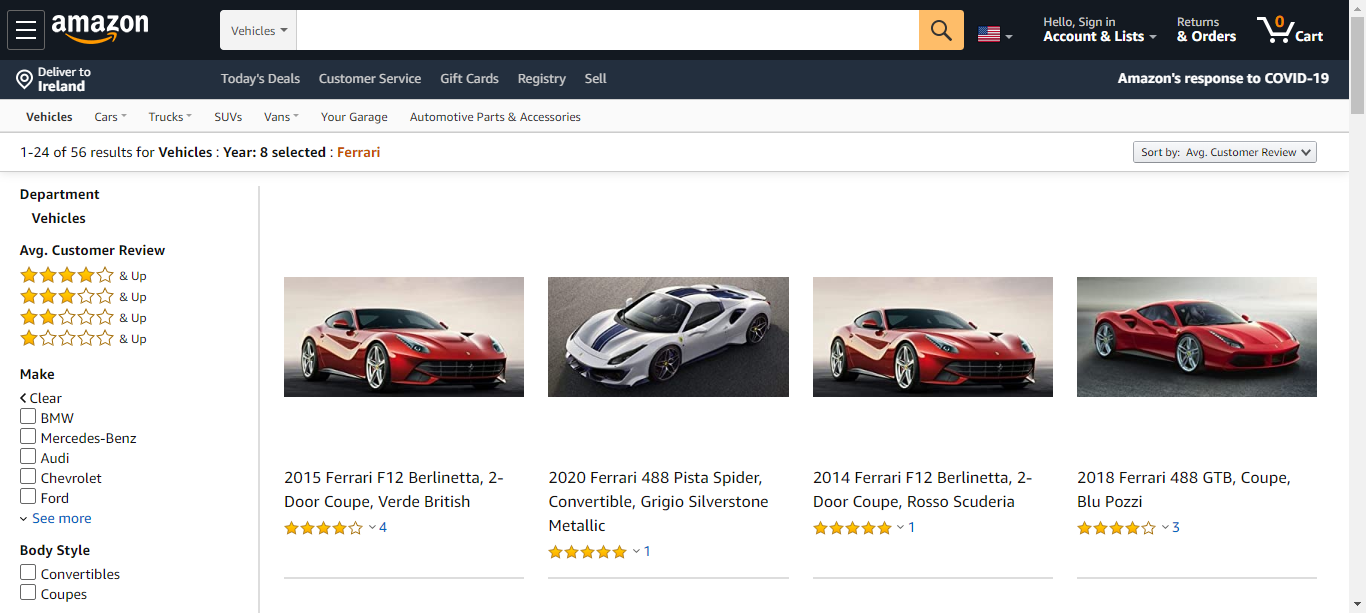 amazon
Vehicles
Hello, Sign in
Account & Lists
Returns
& Orders
0
Cart
Deliver to
Ireland
Today's Deals Customer Service Gift Cards Registry Sell
Amazon's response to COVID-19
Vehicles Cars Trucks SUVs Vans Your Garage Automotive Parts & Accessories
1-24 of 56 results for Vehicles : Year: 8 selected : Ferrari
Sort by: Avg. Customer Review
Department
Vehicles
Avg. Customer Review
& Up
& Up
& Up
& Up
Make
Clear
BMW
Mercedes-Benz
Audi
Chevrolet
Ford
See more
Body Style
Convertibles
Coupes
2015 Ferrari F12 Berlinetta, 2-
Door Coupe, Verde British
4
2020 Ferrari 488 Pista Spider,
Convertible, Grigio Silverstone
Metallic
1
2014 Ferrari F12 Berlinetta, 2-
Door Coupe, Rosso Scuderia
1
2018 Ferrari 488 GTB, Coupe,
Blu Pozzi
3